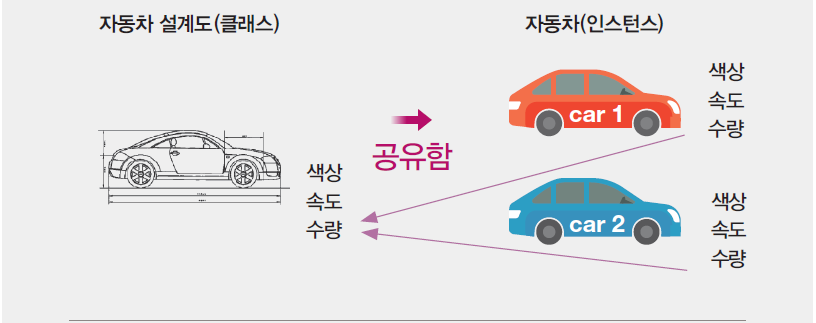 자동차 설계도(클래스)
자동차(인스턴스)
색상
속도
수량
공유함
car 1
색상
속도
수량
car 2
색상
속도
수량